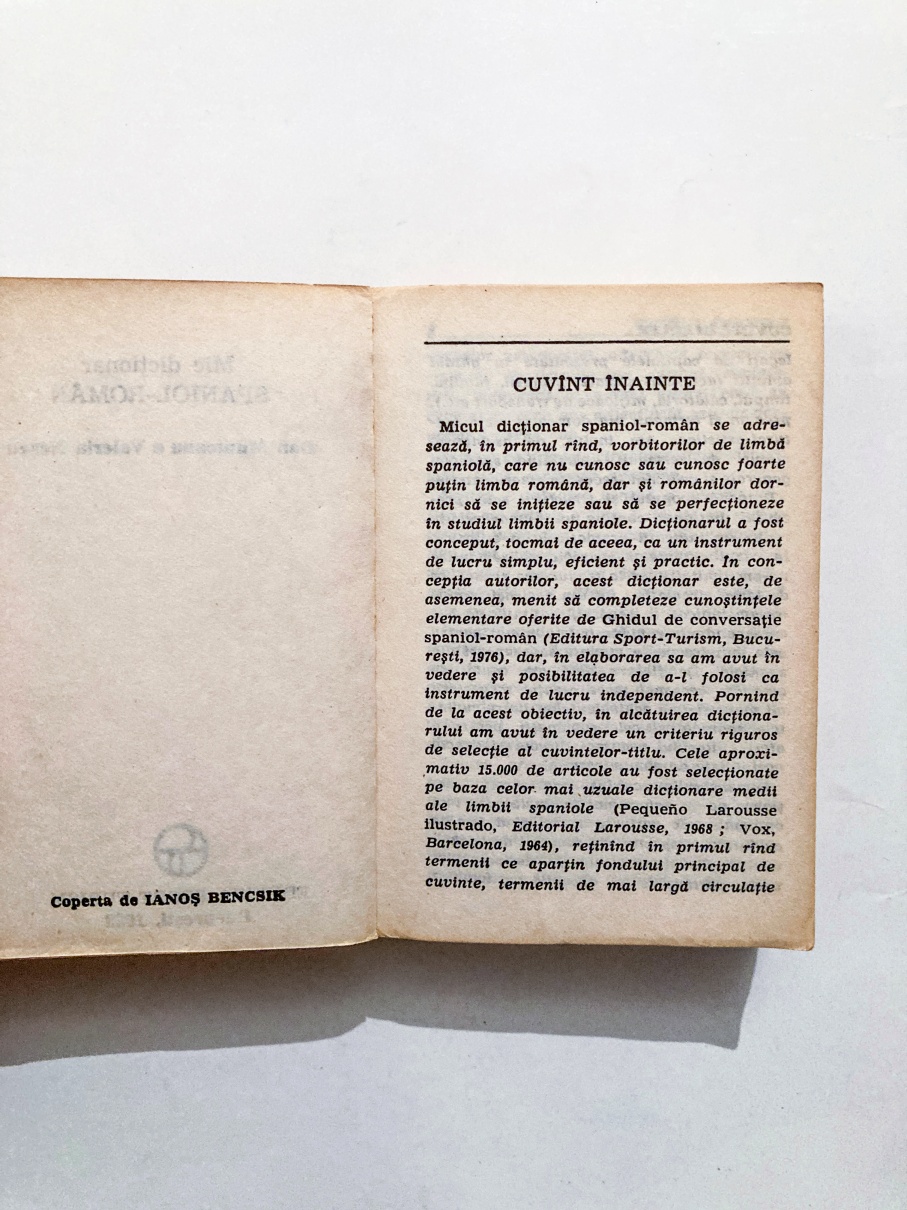 Coperta de IANOȘ BENCSIK
CUVÎNT ÎNAINTE
Micul dicționar spaniol-român se adre-
sează, în primul rînd, vorbitorilor de limbă
spaniolă, care nu cunosc sau cunosc foarte
puțin limba română, dar și românilor dor-
nici să se inițieze sau să se perfecționeze
în studiul limbii spaniole. Dicționarul a fost
conceput, tocmai de aceea, ca un instrument
de lucru simplu, eficient și practic. În con-
cepția autorilor, acest dicționar este, de
asemenea, menit să completeze cunoștințele
elementare oferite de Ghidul de conversație
spaniol-român (Editura Sport-Turism, Bucu-
rești, 1976), dar, în elaborarea sa am avut în
vedere și posibilitatea de a-l folosi ca
instrument de lucru independent. Pornind
de la acest obiectiv, în alcătuirea dicționa-
rului am avut în vedere un criteriu riguros
de selecție al cuvintelor-titlu. Cele aproxi-
mativ 15.000 de articole au fost selecționate
pe baza celor mai uzuale dicționare medii
ale limbii spaniole (Pequeño Larousse
ilustrado, Editorial Larousse, 1968 ; Vox,
Barcelona, 1964), reținînd în primul rînd
termenii ce aparțin fondului principal de
cuvinte, termenii de mai largă circulație